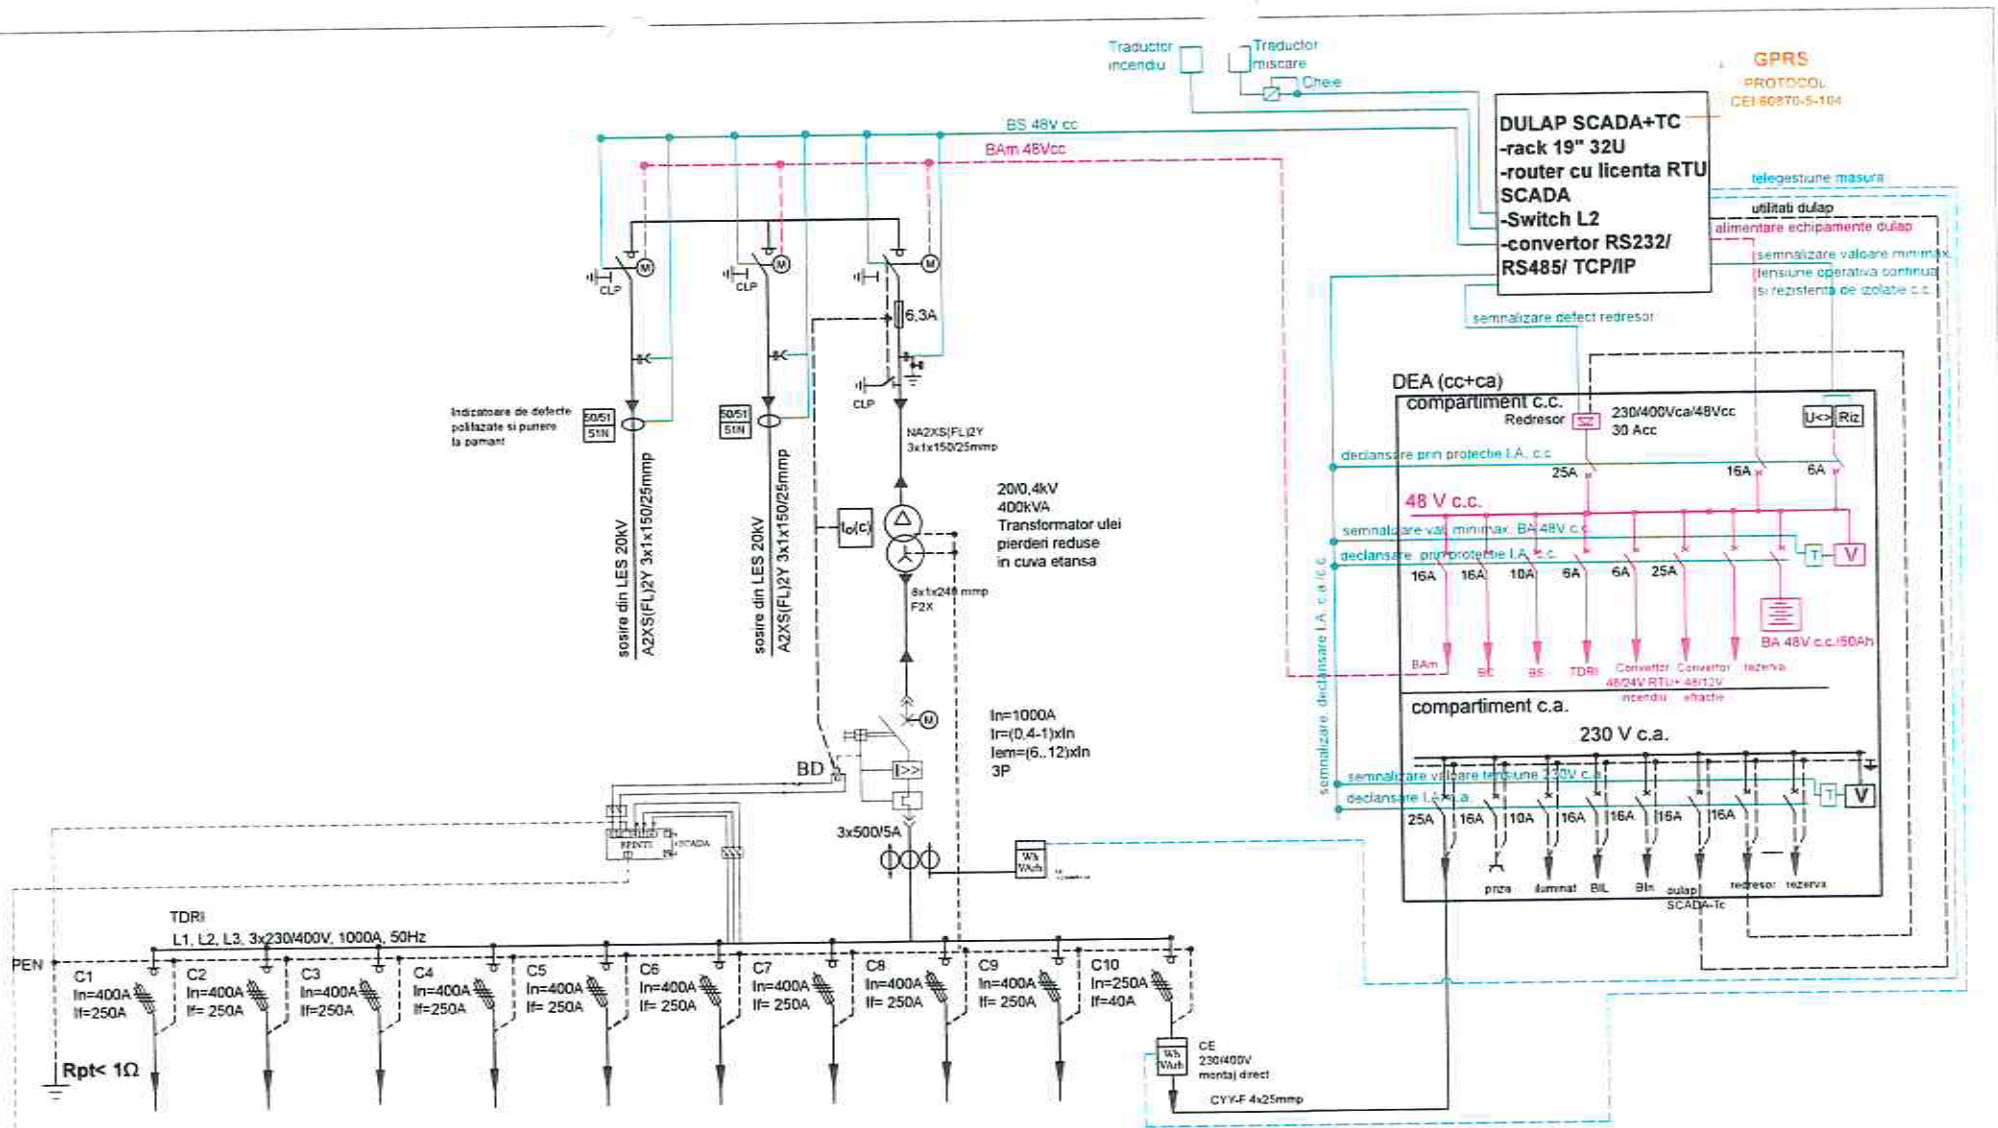 Traductor
incendiu
Traductor
miscare
Cheie
GPRS
PROTOCOL
CEI 60870-5-104
BS 48V cc
BAm 48Vcc
DULAP SCADA+TC
-rack 19" 32U
-router cu licenta RTU
SCADA
-Switch L2
-convertor RS232/
RS485/ TCP/IP
telegestiune masura
utilitati dulap
alimentare echipamente dulap
semnalizare valoare minimax
tensiune operativa continua
si rezistenta de izolatie c.c.
semnalizare defect redresor
M
M
M
CLP
CLP
6,3A
CLP
Indicatoare de defecte
polifazate si punere
la pamant
50/51
51N
50/51
51N
sosire din LES 20kV
A2XS(FL)2Y 3x1x150/25mmp
sosire din LES 20kV
A2XS(FL)2Y 3x1x150/25mmp
NA2XS(FL)2Y
3x1x150/25mmp
20/0,4kV
400kVA
Transformator ulei
pierderi reduse
in cuva etansa
8x1x240 mmp
F2X
M
In=1000A
Ir=(0,4-1)xIn
Iem=(6..12)xIn
3P
BD
I>>
3x500/5A
Wh
VArh
SCADA
DEA (cc+ca)
compartiment c.c.
Redresor
230/400Vca/48Vcc
30 Acc
U<>
Riz
declansare prin protectie I.A. c.c
25A
16A
6A
48 V c.c.
semnalizare val. minimax. BA 48V c.c.
declansare prin protectie I.A. c.c.
T
V
16A
16A
10A
6A
6A
25A
BA 48V c.c./50Ah
BAm
BC
BS
TDRI
Convertor
48/24V RTU+
incendiu
Convertor
48/12V
efractie
rezerva
semnalizare, declansare I.A. c.a./c.c.
compartiment c.a.
230 V c.a.
semnalizare valoare tensiune 230V c.a
declansare I.A. c.a.
T
V
25A
16A
10A
16A
16A
16A
16A
priza
iluminat
BIL
BIn
dulap
SCADA-Tc
redresor
rezerva
TDRI
L1, L2, L3, 3x230/400V, 1000A, 50Hz
PEN
C1
In=400A
If=250A
C2
In=400A
If= 250A
C3
In=400A
If=250A
C4
In=400A
If=250A
C5
In=400A
If= 250A
C6
In=400A
If= 250A
C7
In=400A
If= 250A
C8
In=400A
If= 250A
C9
In=400A
If= 250A
C10
In=250A
If=40A
Rpt< 1Ω
Wh
VArh
CE
230/400V
montaj direct
CYY-F 4x25mmp